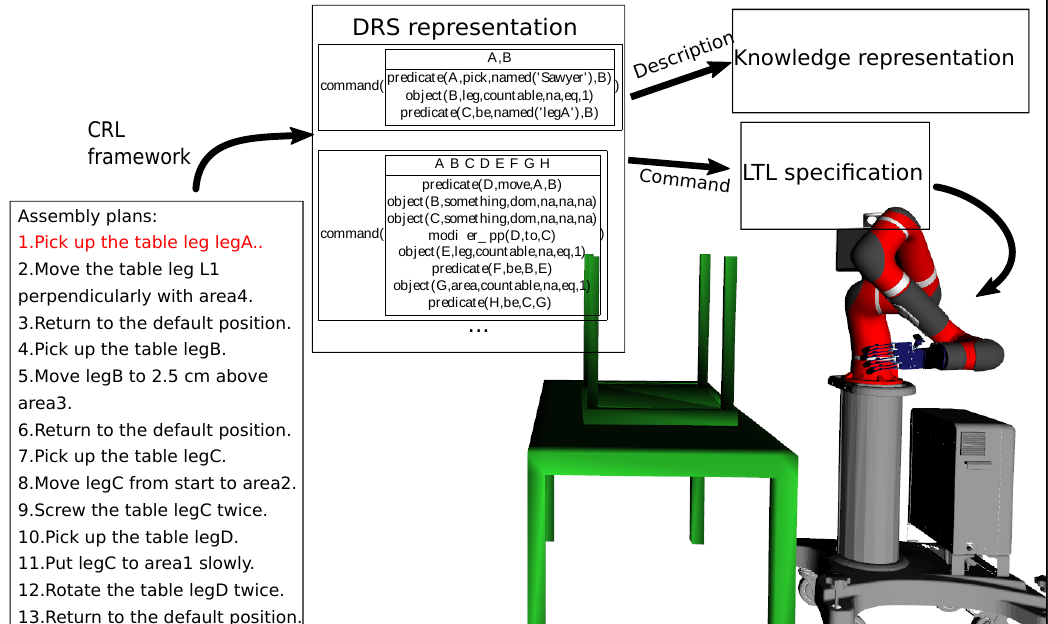 DRS representation
A,B
command(
predicate(A,pick,named('Sawyer'),B)
)
object(B,leg,countable,na,eq,1)
predicate(C,be,named('legA'),B)
A B C D E F G H
predicate(D,move,A,B)
object(B,something,dom,na,na,na)
object(C,something,dom,na,na,na)
command(
modi er_pp(D,to,C)
)
object(E,leg,countable,na,eq,1)
predicate(F,be,B,E)
object(G,area,countable,na,eq,1)
predicate(H,be,C,G)
...
Description
Knowledge representation
Command
LTL specification
CRL
framework
Assembly plans:
1.Pick up the table leg legA..
2.Move the table leg L1
perpendicularly with area4.
3.Return to the default position.
4.Pick up the table legB.
5.Move legB to 2.5 cm above
area3.
6.Return to the default position.
7.Pick up the table legC.
8.Move legC from start to area2.
9.Screw the table legC twice.
10.Pick up the table legD.
11.Put legC to area1 slowly.
12.Rotate the table legD twice.
13.Return to the default position.